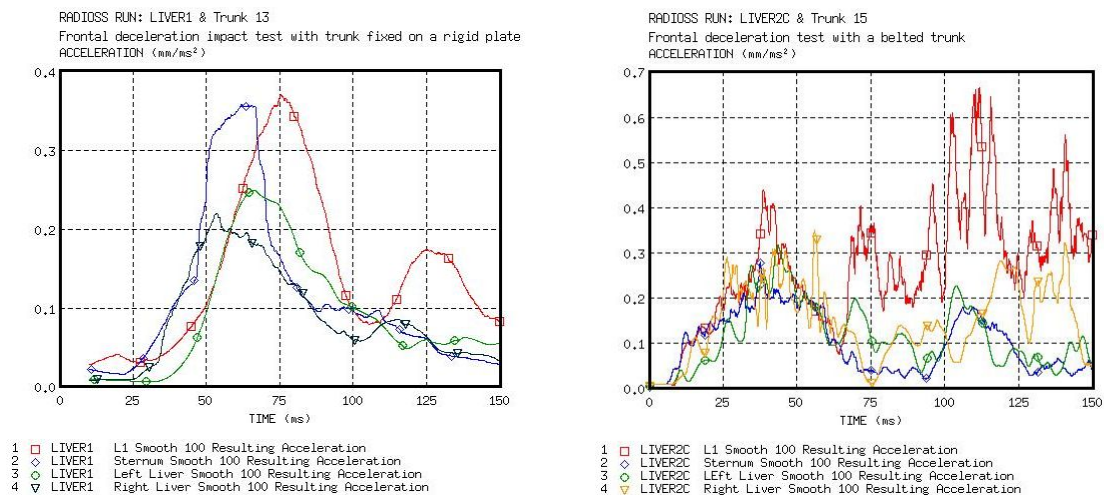 RADIOSS RUN: LIVER1 & Trunk 13
Frontal deceleration impact test with trunk fixed on a rigid plate
ACCELERATION (mm/ms²)
0.4
0.3
0.2
0.1
0.0
0 25 50 75 100 125 150
TIME (ms)
1 LIVER1 L1 Smooth 100 Resulting Acceleration
2 LIVER1 Sternum Smooth 100 Resulting Acceleration
3 LIVER1 Left Liver Smooth 100 Resulting Acceleration
4 LIVER1 Right Liver Smooth 100 Resulting Acceleration
RADIOSS RUN: LIVER2C & Trunk 15
Frontal deceleration test with a belted trunk
ACCELERATION (mm/ms²)
0.7
0.6
0.5
0.4
0.3
0.2
0.1
0.0
0 25 50 75 100 125 150
TIME (ms)
1 LIVER2C L1 Smooth 100 Resulting Acceleration
2 LIVER2C Sternum Smooth 100 Resulting Acceleration
3 LIVER2C LEft Liver Smooth 100 Resulting Acceleration
4 LIVER2C Right Liver Smooth 100 Resulting Acceleration